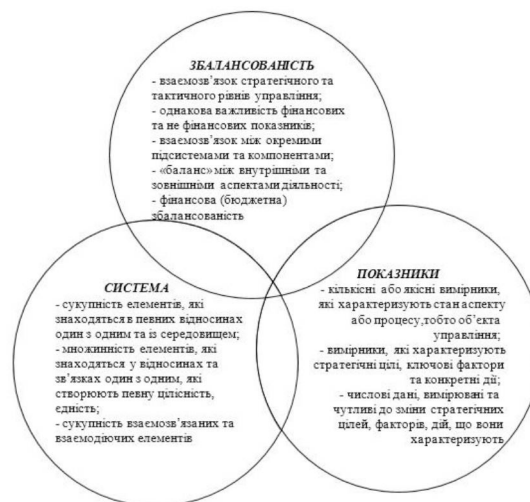 ЗБАЛАНСОВАНІСТЬ
- взаємозв’язок стратегічного та
тактичного рівнів управління;
- однакова важливість фінансових
та не фінансових показників;
- взаємозв’язок між окремими
підсистемами та компонентами;
- «баланс» між внутрішніми та
зовнішніми аспектами діяльності;
- фінансова (бюджетна)
збалансованість
СИСТЕМА
- сукупність елементів, які
знаходяться в певних відносинах
один з одним та із середовищем;
- множинність елементів, які
знаходяться у відносинах та
зв’язках один з одним, які
створюють певну цілісність,
єдність;
- сукупність взаємозв’язаних та
взаємодіючих елементів
ПОКАЗНИКИ
- кількісні або якісні вимірники,
які характеризують стан аспекту
або процесу, тобто об’єкта
управління;
- вимірники, які характеризують
стратегічні цілі, ключові фактори
та конкретні дії;
- числові дані, вимірювані та
чутливі до зміни стратегічних
цілей, факторів, дій, що вони
характеризують